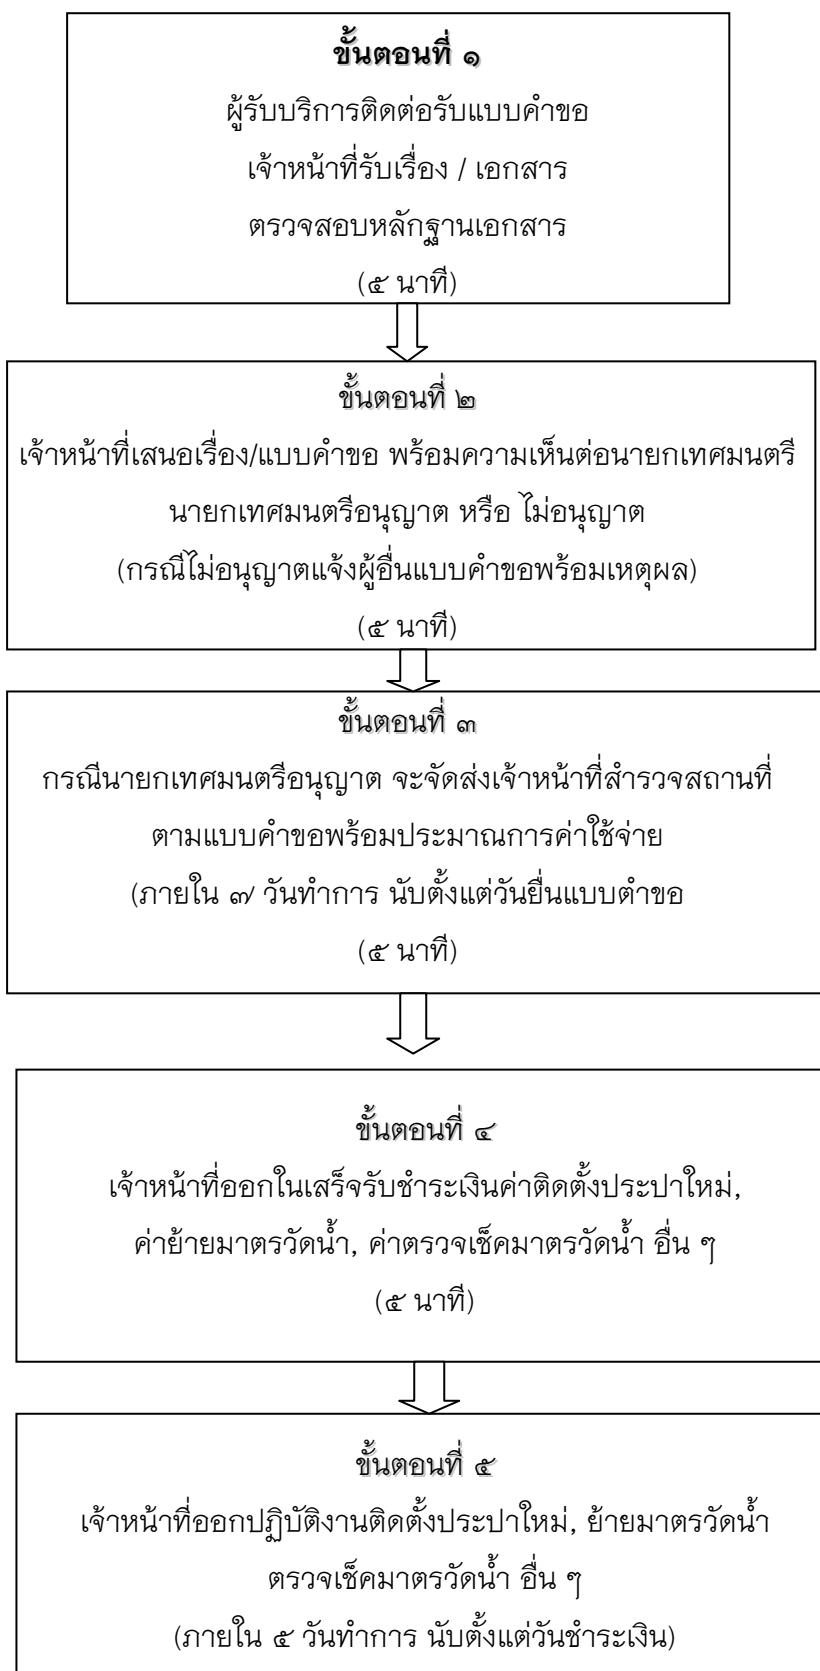 ขั้นตอนที่ ๑
ผู้รับบริการติดต่อรับแบบคำขอ
เจ้าหน้าที่รับเรื่อง / เอกสาร
ตรวจสอบหลักฐานเอกสาร
(๕ นาที)
ขั้นตอนที่ ๒
เจ้าหน้าที่เสนอเรื่อง/แบบคำขอ พร้อมความเห็นต่อนายกเทศมนตรี
นายกเทศมนตรีอนุญาต หรือ ไม่อนุญาต
(กรณีไม่อนุญาตแจ้งผู้อื่นแบบคำขอพร้อมเหตุผล)
(๕ นาที)
ขั้นตอนที่ ๓
กรณีนายกเทศมนตรีอนุญาต จะจัดส่งเจ้าหน้าที่สำรวจสถานที่
ตามแบบคำขอพร้อมประมาณการค่าใช้จ่าย
(ภายใน ๗ วันทำการ นับตั้งแต่วันยื่นแบบตำขอ
(๕ นาที)
ขั้นตอนที่ ๔
เจ้าหน้าที่ออกในเสร็จรับชำระเงินค่าติดตั้งประปาใหม่,
ค่าย้ายมาตรวัดน้ำ, ค่าตรวจเช็คมาตรวัดน้ำ อื่น ๆ
(๕ นาที)
ขั้นตอนที่ ๕
เจ้าหน้าที่ออกปฏิบัติงานติดตั้งประปาใหม่, ย้ายมาตรวัดน้ำ
ตรวจเช็คมาตรวัดน้ำ อื่น ๆ
(ภายใน ๕ วันทำการ นับตั้งแต่วันชำระเงิน)